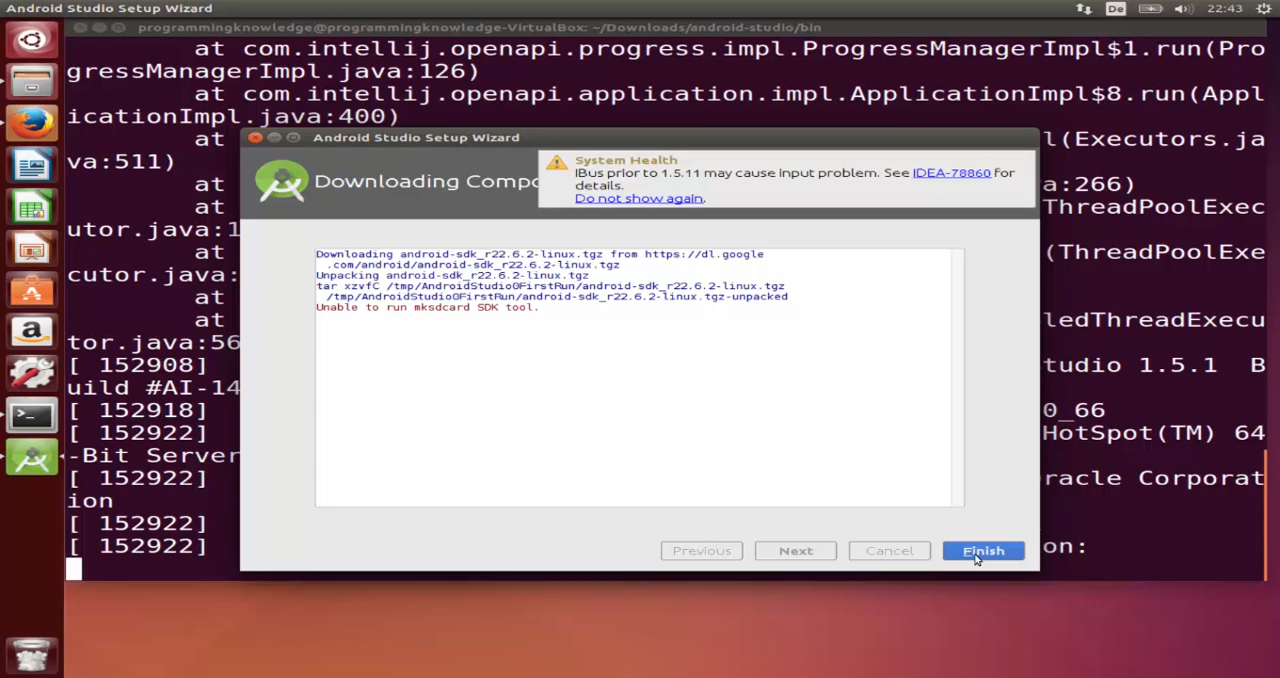 Android Studio Setup Wizard
De
22:43
programmingknowledge@programmingknowledge-VirtualBox: ~/Downloads/android-studio/bin
at com.intellij.openapi.progress.impl.ProgressManagerImpl$1.run(Pro
gressManagerImpl.java:126)
at com.intellij.openapi.application.impl.ApplicationImpl$8.run(Appl
icationImpl.java:400)
at l(Executors.ja
va:511)
at a:266)
at ThreadPoolExec
utor.java:1
at (ThreadPoolExe
cutor.java:
at ledThreadExecu
tor.java:56
[ 152908] tudio 1.5.1 B
uild #AI-14
[ 152918] 0_66
[ 152922] HotSpot(TM) 64
-Bit Server
[ 152922] racle Corporat
ion
[ 152922]
[ 152922] on:
Android Studio Setup Wizard
Downloading Compo
System Health
IBus prior to 1.5.11 may cause input problem. See IDEA-78860 for
details.
Do not show again.
Downloading android-sdk_r22.6.2-linux.tgz from https://dl.google
.com/android/android-sdk_r22.6.2-linux.tgz
Unpacking android-sdk_r22.6.2-linux.tgz
tar xzvfC /tmp/AndroidStudio0FirstRun/android-sdk_r22.6.2-linux.tgz
/tmp/AndroidStudio0FirstRun/android-sdk_r22.6.2-linux.tgz-unpacked
Unable to run mksdcard SDK tool.
Previous
Next
Cancel
Finish